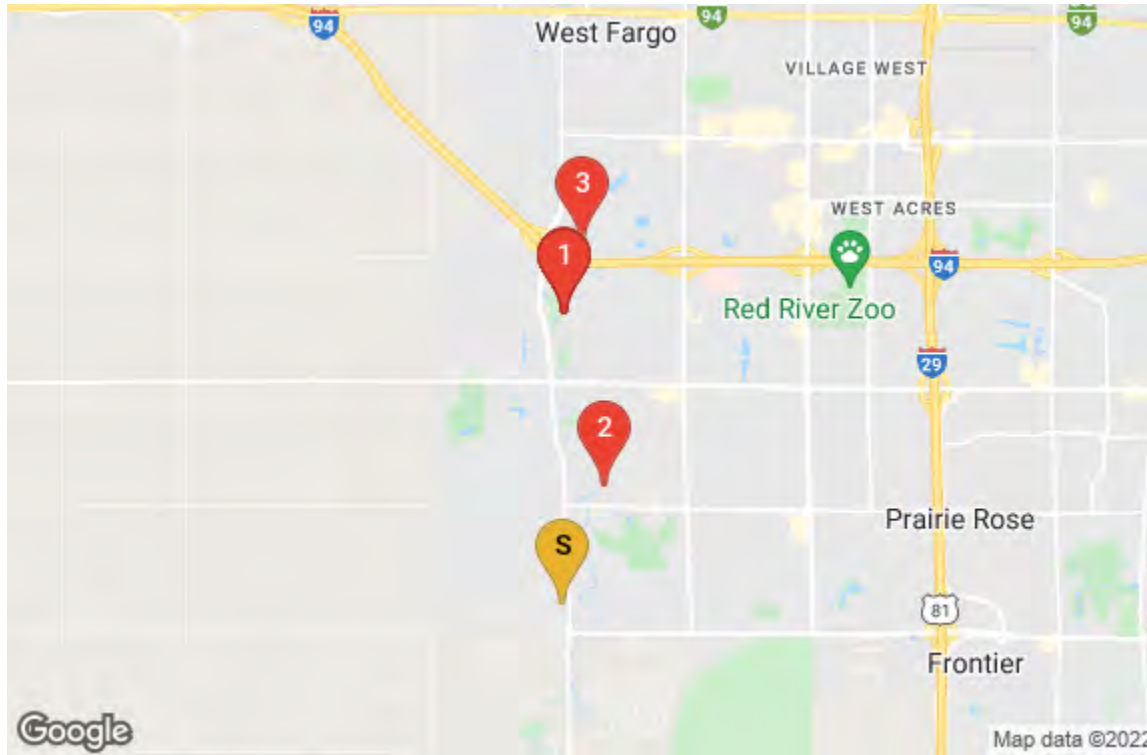 94
West Fargo
94
94
VILLAGE WEST
3
WEST ACRES
1
94
Red River Zoo
29
2
Prairie Rose
S
81
Frontier
Google
Map data ©2022